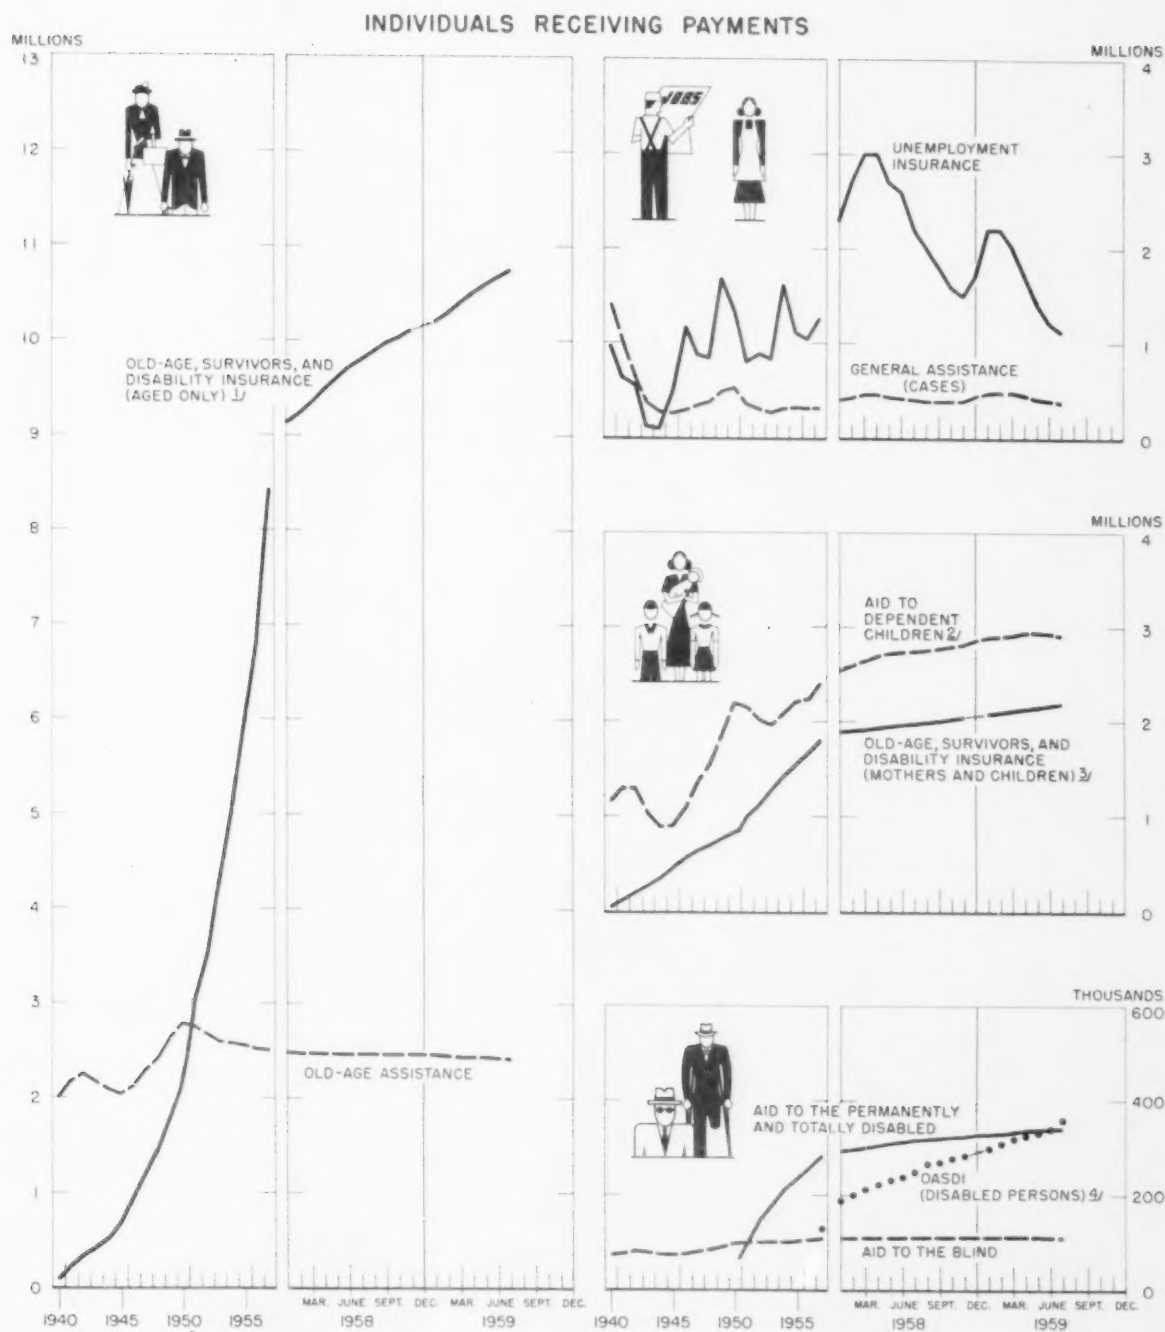 INDIVIDUALS RECEIVING PAYMENTS
MILLIONS
13
12
11
10
9
8
7
6
5
4
3
2
1
0
OLD-AGE, SURVIVORS, AND
DISABILITY INSURANCE
(AGED ONLY) 1/
OLD-AGE ASSISTANCE
1940 1945 1950 1955
MAR. JUNE SEPT. DEC. MAR. JUNE SEPT. DEC.
1958 1959
MILLIONS
4
3
2
1
0
JOBS
UNEMPLOYMENT
INSURANCE
GENERAL ASSISTANCE
(CASES)
MILLIONS
4
3
2
1
0
AID TO
DEPENDENT
CHILDREN 2/
OLD-AGE, SURVIVORS, AND
DISABILITY INSURANCE
(MOTHERS AND CHILDREN) 3/
THOUSANDS
600
400
200
0
AID TO THE PERMANENTLY
AND TOTALLY DISABLED
OASDI
(DISABLED PERSONS) 4/
AID TO THE BLIND
1940 1945 1950 1955
MAR. JUNE SEPT. DEC. MAR. JUNE SEPT. DEC.
1958 1959